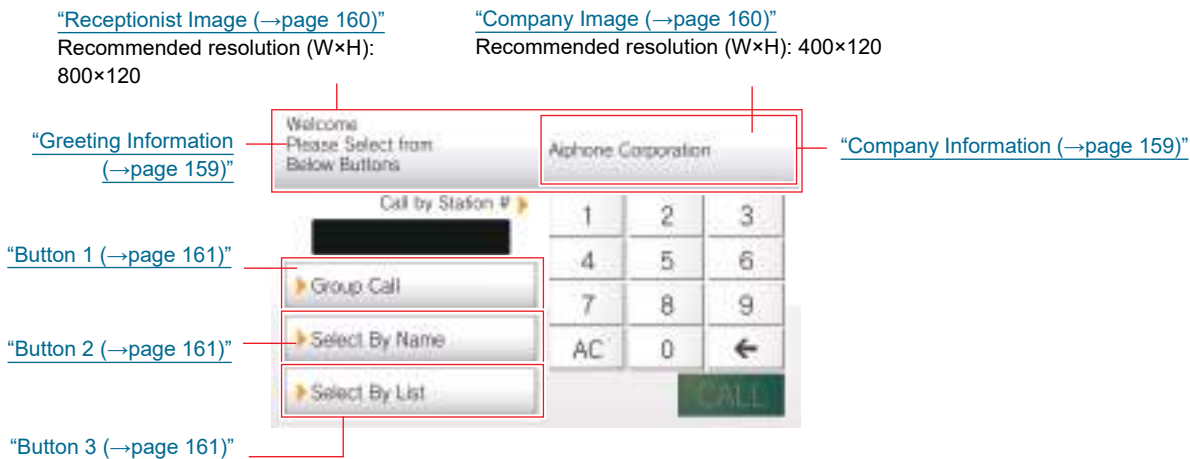 “Receptionist Image (→page 160)”
Recommended resolution (W×H):
800×120
“Company Image (→page 160)”
Recommended resolution (W×H): 400×120
“Greeting Information
(→page 159)”
Welcome
Please Select from
Below Buttons
Aiphone Corporation
“Company Information (→page 159)”
Call by Station #
1 2 3
4 5 6
7 8 9
AC 0 ←
CALL
“Button 1 (→page 161)”
Group Call
“Button 2 (→page 161)”
Select By Name
Select By List
“Button 3 (→page 161)”